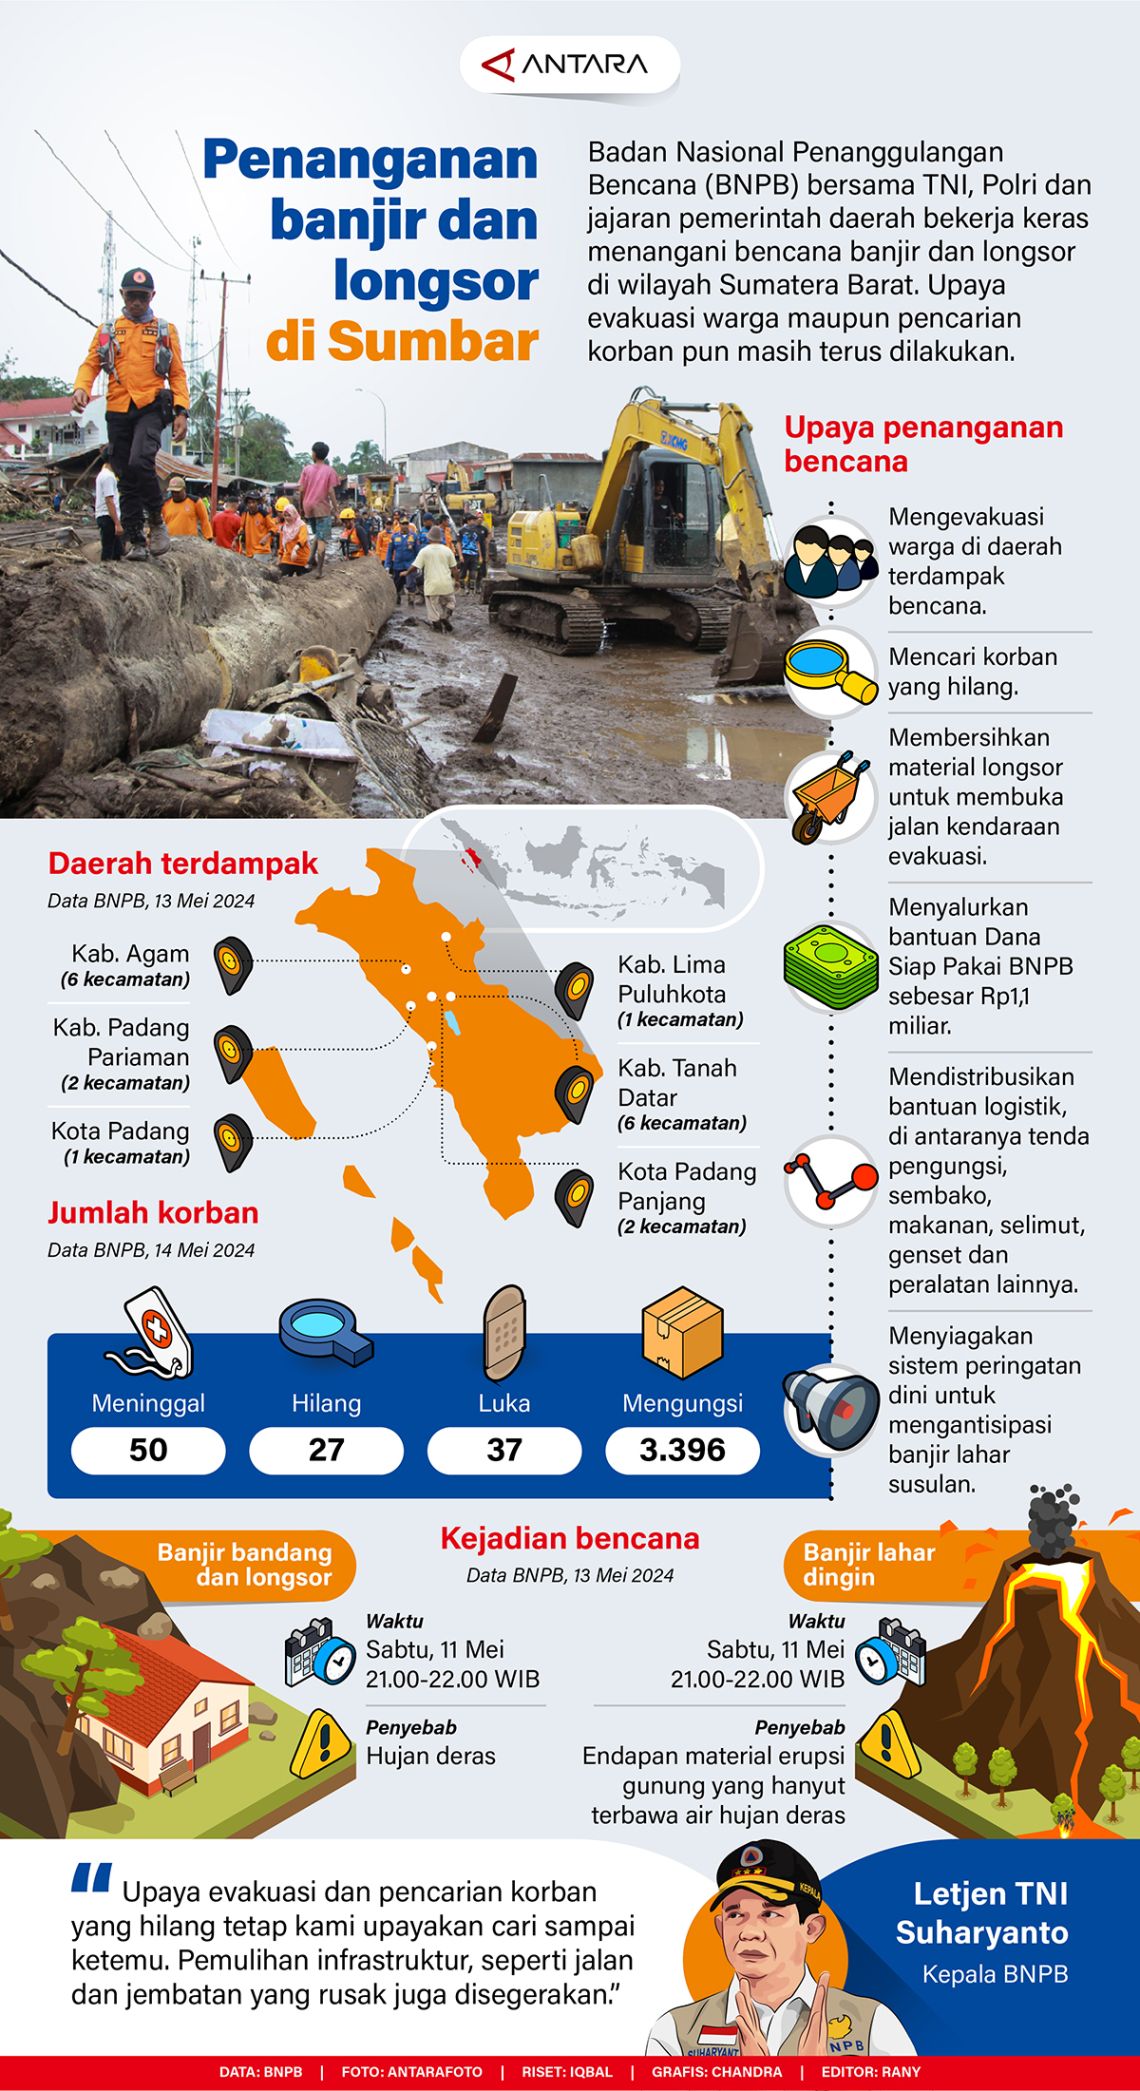 ANTARA
Penanganan
banjir dan
longsor
di Sumbar
Badan Nasional Penanggulangan
Bencana (BNPB) bersama TNI, Polri dan
jajaran pemerintah daerah bekerja keras
menangani bencana banjir dan longsor
di wilayah Sumatera Barat. Upaya
evakuasi warga maupun pencarian
korban pun masih terus dilakukan.
XCMG
Upaya penanganan
bencana
Mengevakuasi
warga di daerah
terdampak
bencana.
Mencari korban
yang hilang.
Membersihkan
material longsor
untuk membuka
jalan kendaraan
evakuasi.
Menyalurkan
bantuan Dana
Siap Pakai BNPB
sebesar Rp1,1
miliar.
Mendistribusikan
bantuan logistik,
di antaranya tenda
pengungsi,
sembako,
makanan, selimut,
genset dan
peralatan lainnya.
Menyiagakan
sistem peringatan
dini untuk
mengantisipasi
banjir lahar
susulan.
Daerah terdampak
Data BNPB, 13 Mei 2024
Kab. Agam
(6 kecamatan)
Kab. Padang
Pariaman
(2 kecamatan)
Kota Padang
(1 kecamatan)
Kab. Lima
Puluhkota
(1 kecamatan)
Kab. Tanah
Datar
(6 kecamatan)
Kota Padang
Panjang
(2 kecamatan)
Jumlah korban
Data BNPB, 14 Mei 2024
Meninggal
50
Hilang
27
Luka
37
Mengungsi
3.396
Kejadian bencana
Data BNPB, 13 Mei 2024
Banjir bandang
dan longsor
Waktu
Sabtu, 11 Mei
21.00-22.00 WIB
Penyebab
Hujan deras
Banjir lahar
dingin
Waktu
Sabtu, 11 Mei
21.00-22.00 WIB
Penyebab
Endapan material erupsi
gunung yang hanyut
terbawa air hujan deras
“Upaya evakuasi dan pencarian korban
yang hilang tetap kami upayakan cari sampai
ketemu. Pemulihan infrastruktur, seperti jalan
dan jembatan yang rusak juga disegerakan.”
KEPALA
SUHARYANT
NPB
Letjen TNI
Suharyanto
Kepala BNPB
DATA: BNPB | FOTO: ANTARAFOTO | RISET: IQBAL | GRAFIS: CHANDRA | EDITOR: RANY